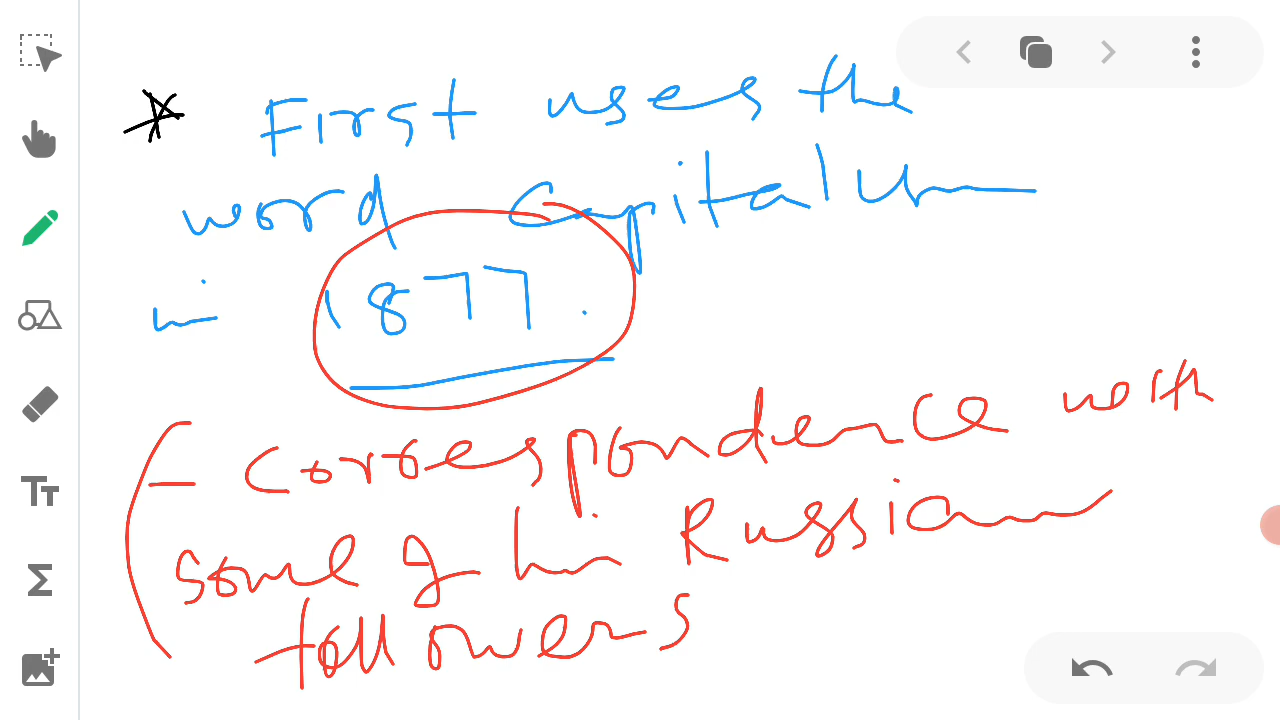 * First uses the
word Capitalism
in 1877.
- Correspondence with
some of his Russian
followers